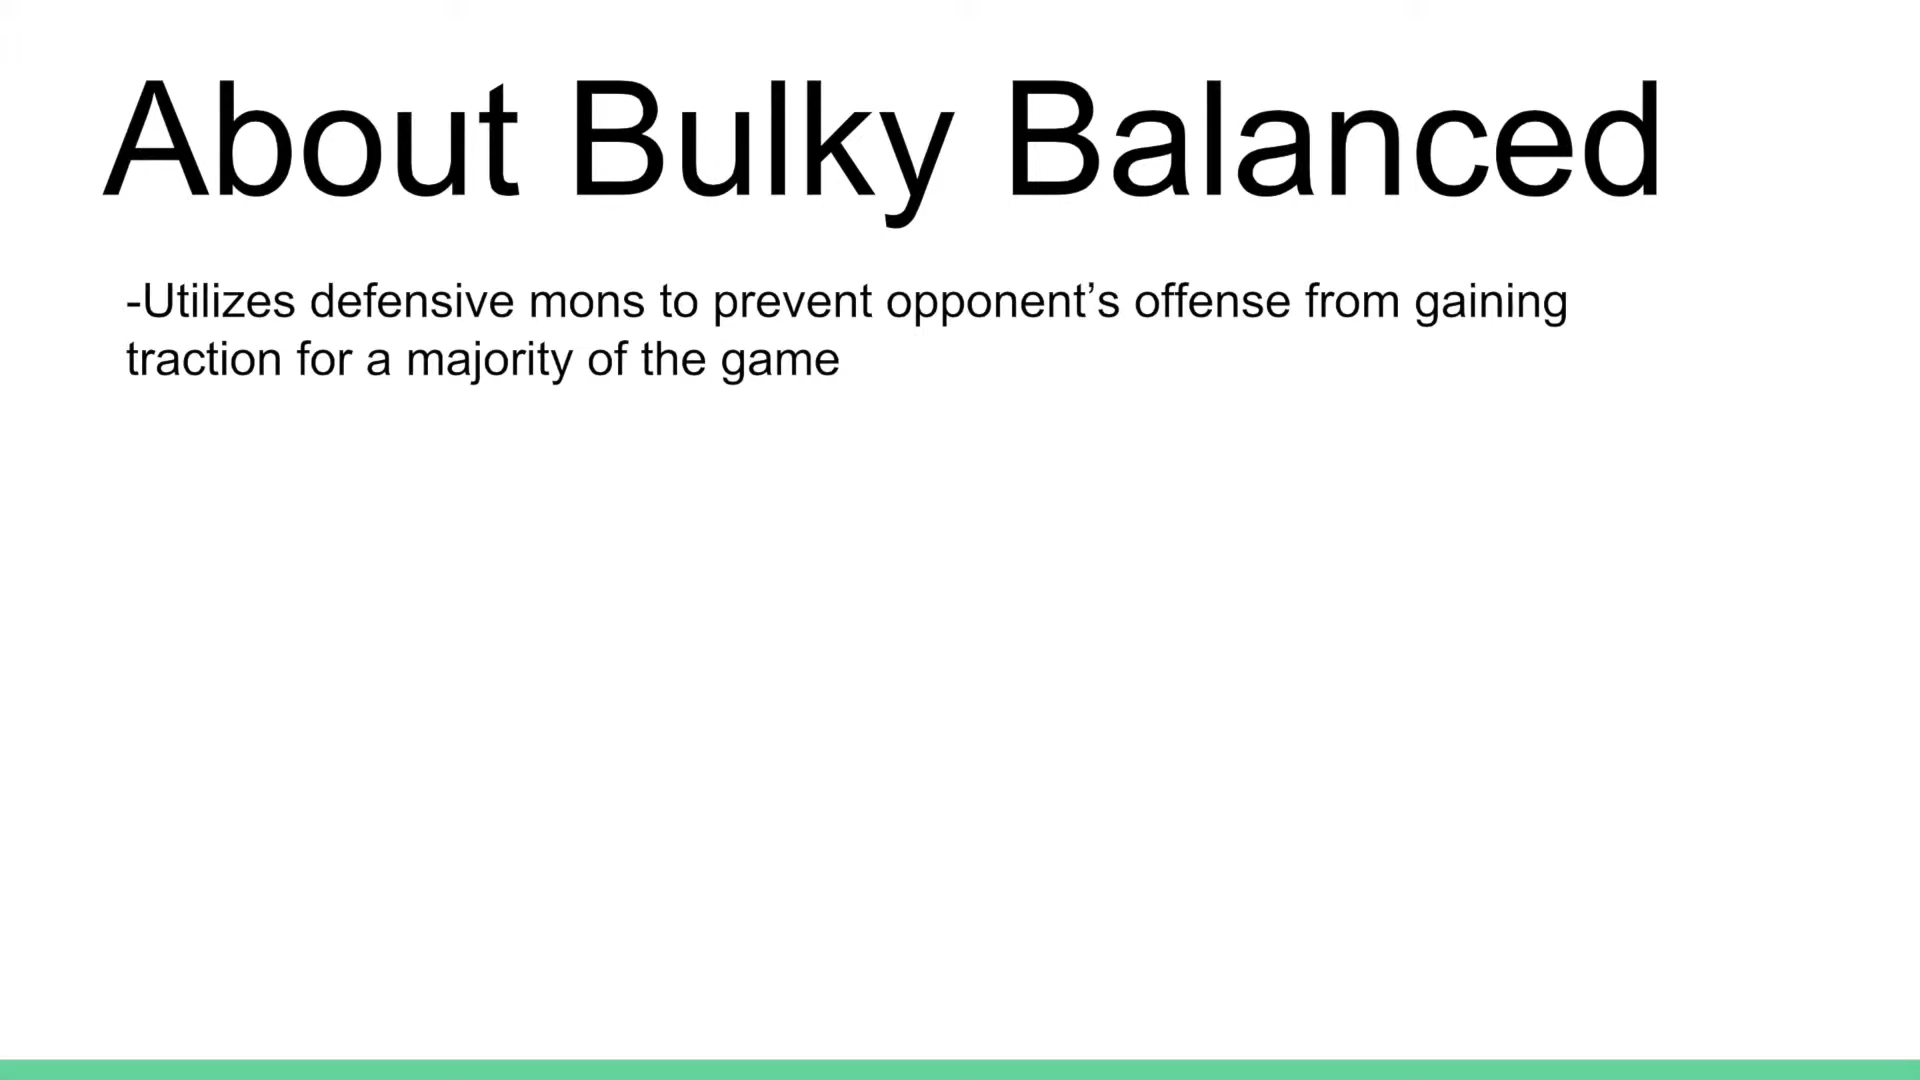 About Bulky Balanced
-Utilizes defensive mons to prevent opponent’s offense from gaining
traction for a majority of the game